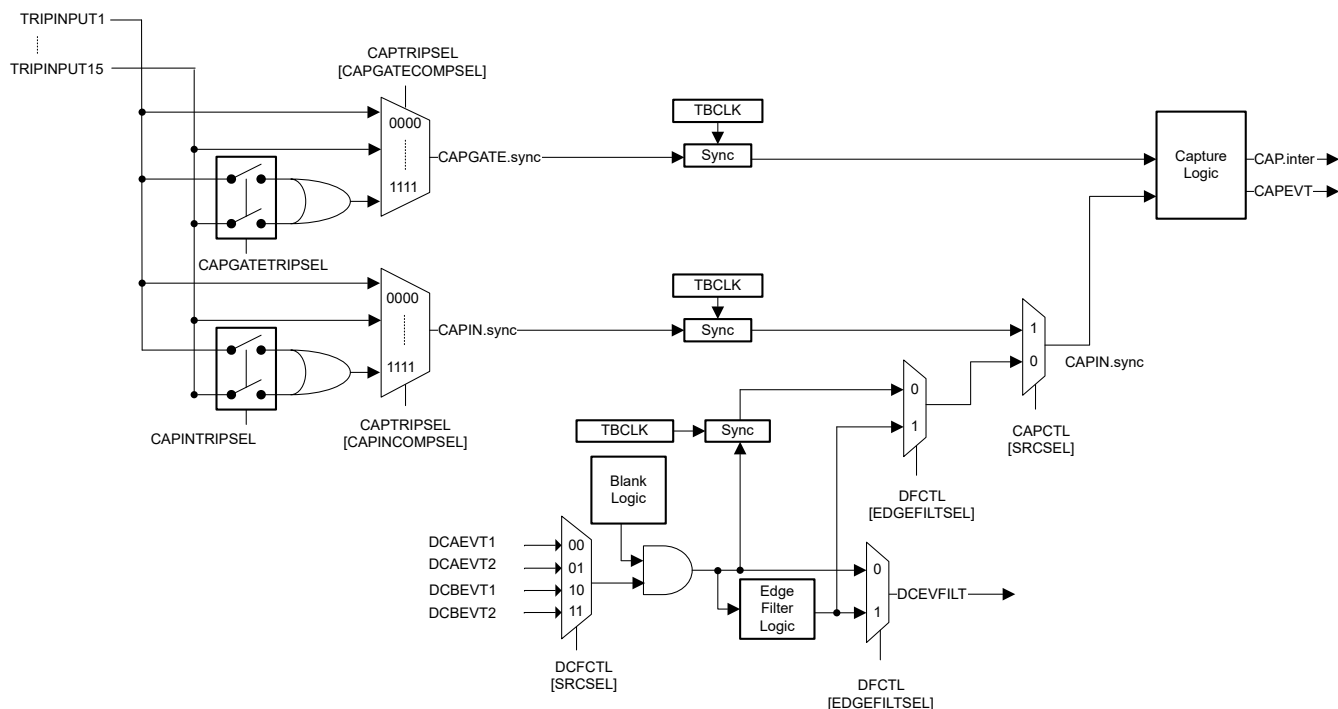 TRIPINPUT1
TRIPINPUT15
CAPTRIPSEL
[CAPGATECOMPSEL]
0000
1111
CAPGATE.sync
TBCLK
Sync
Capture
Logic
CAP.inter
CAPEVT
CAPGATETRIPSEL
0000
1111
CAPIN.sync
TBCLK
Sync
1
0
CAPIN.sync
CAPINTRIPSEL
CAPTRIPSEL
[CAPINCOMPSEL]
TBCLK
Sync
0
1
CAPCTL
[SRCSEL]
Blank
Logic
DFCTL
[EDGEFILTSEL]
DCAEVT1
DCAEVT2
DCBEVT1
DCBEVT2
00
01
10
11
Edge
Filter
Logic
0
1
DCEVFILT
DCFCTL
[SRCSEL]
DFCTL
[EDGEFILTSEL]